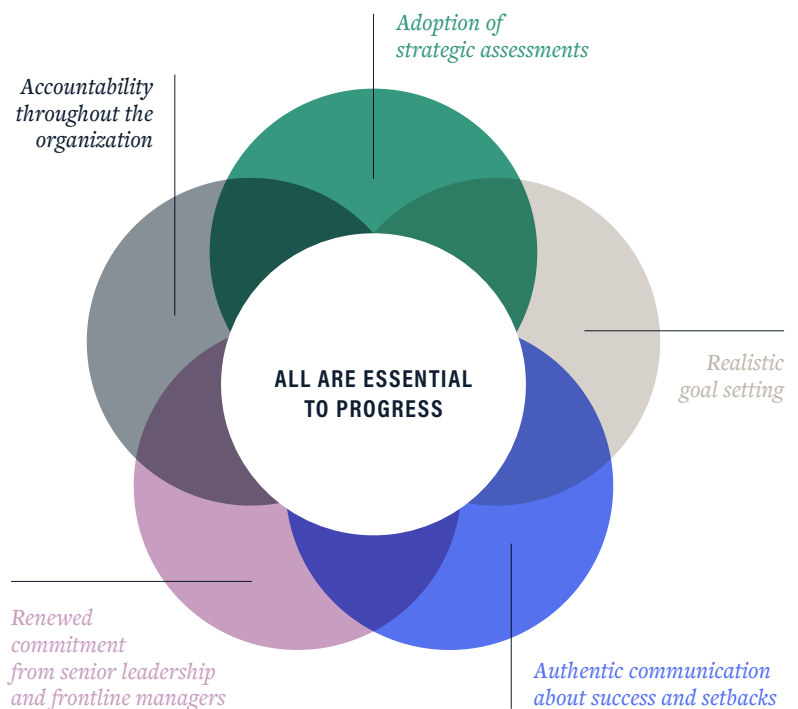 Adoption of
strategic assessments
Accountability
throughout the
organization
ALL ARE ESSENTIAL
TO PROGRESS
Realistic
goal setting
Renewed
commitment
from senior leadership
and frontline managers
Authentic communication
about success and setbacks